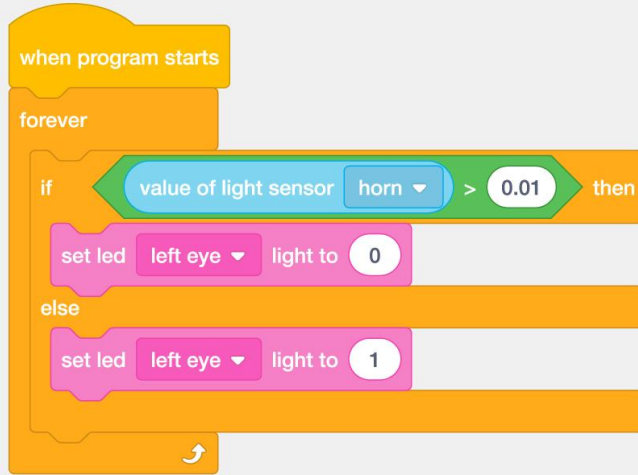 when program starts
forever
if value of light sensor horn > 0.01 then
set led left eye light to 0
else
set led left eye light to 1